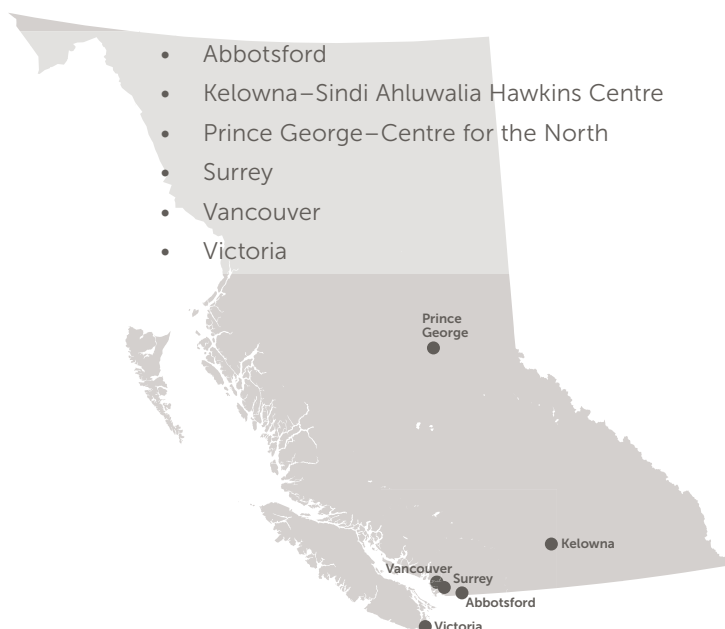 • Abbotsford
• Kelowna–Sindi Ahluwalia Hawkins Centre
• Prince George–Centre for the North
• Surrey
• Vancouver
• Victoria
Prince
George
Kelowna
Vancouver
Surrey
Abbotsford
Victoria